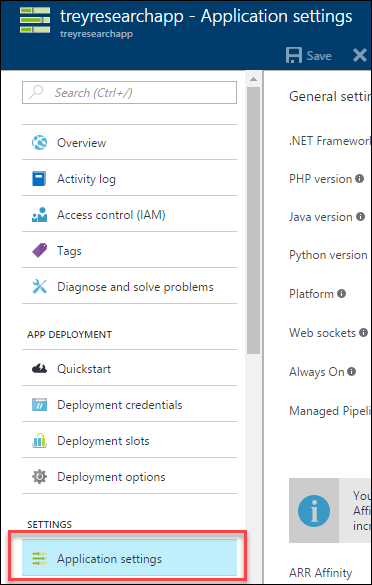 treyresearchapp - Application settings
treyresearchapp
Save
Search (Ctrl+/)
Overview
Activity log
Access control (IAM)
Tags
Diagnose and solve problems
APP DEPLOYMENT
Quickstart
Deployment credentials
Deployment slots
Deployment options
SETTINGS
Application settings
General settin
.NET Framework
PHP version
Java version
Python version
Platform
Web sockets
Always On
Managed Pipelin
You
Affi
incr
ARR Affinity